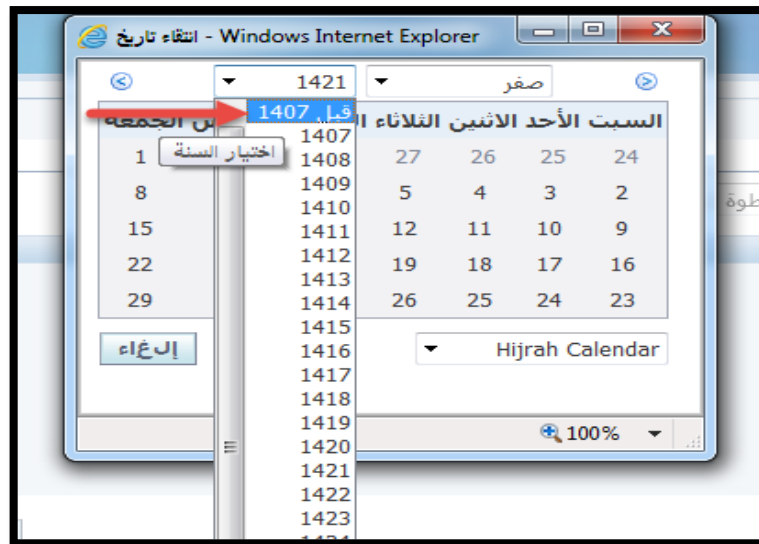 انتقاء تاريخ - Windows Internet Explorer
صفر 1421
قبل 1407
السبت الأحد الاثنين الثلاثاء الجمعة
اختيار السنة
24 25 26 27 1
2 3 4 5 8
9 10 11 12 15
16 17 18 19 22
23 24 25 26 29
1407
1408
1409
1410
1411
1412
1413
1414
1415
1416
1417
1418
1419
1420
1421
1422
1423
Hijrah Calendar
إلغاء
100%